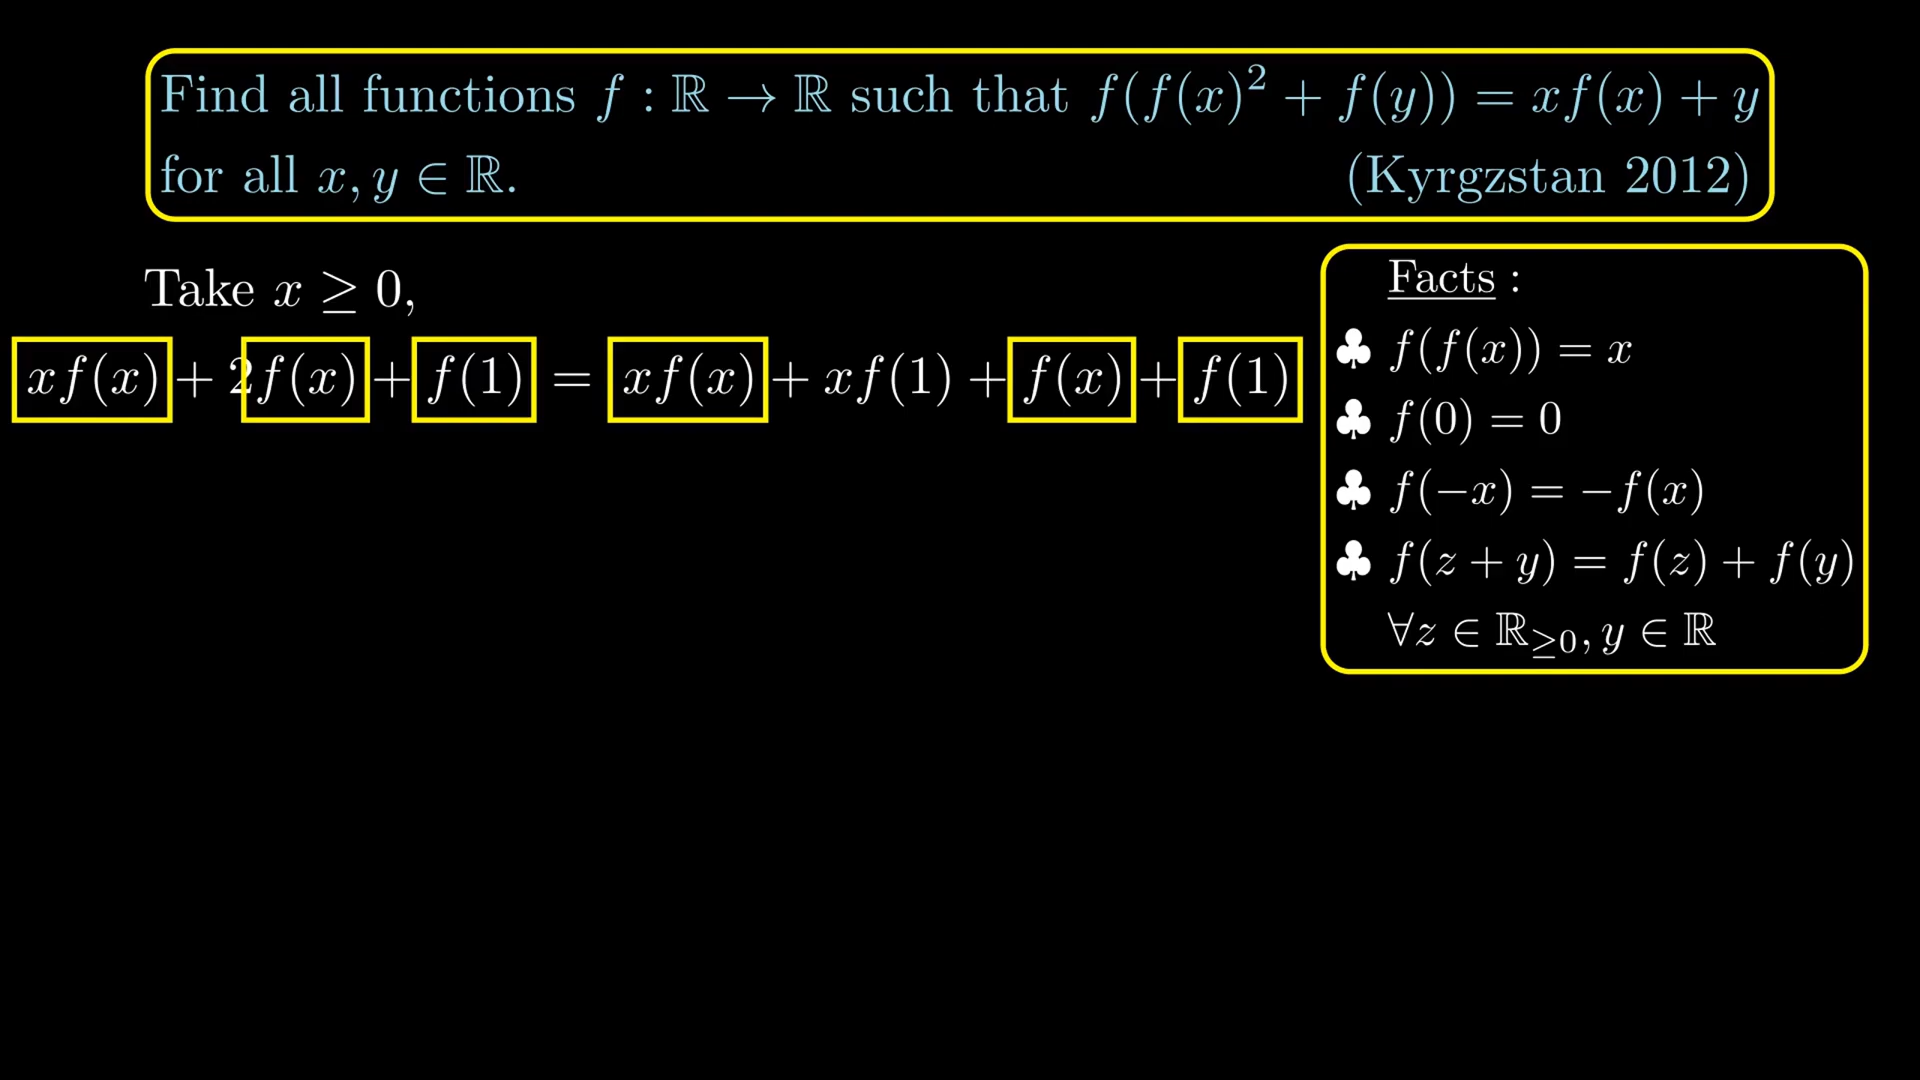 Find all functions f : ℝ → ℝ such that f(f(x)² + f(y)) = xf(x) + y
for all x, y ∈ ℝ. (Kyrgzstan 2012)
Take x ≥ 0,
xf(x) + 2f(x) + f(1) = xf(x) + xf(1) + f(x) + f(1)
Facts :
♣ f(f(x)) = x
♣ f(0) = 0
♣ f(−x) = −f(x)
♣ f(z + y) = f(z) + f(y)
∀z ∈ ℝ≥0, y ∈ ℝ